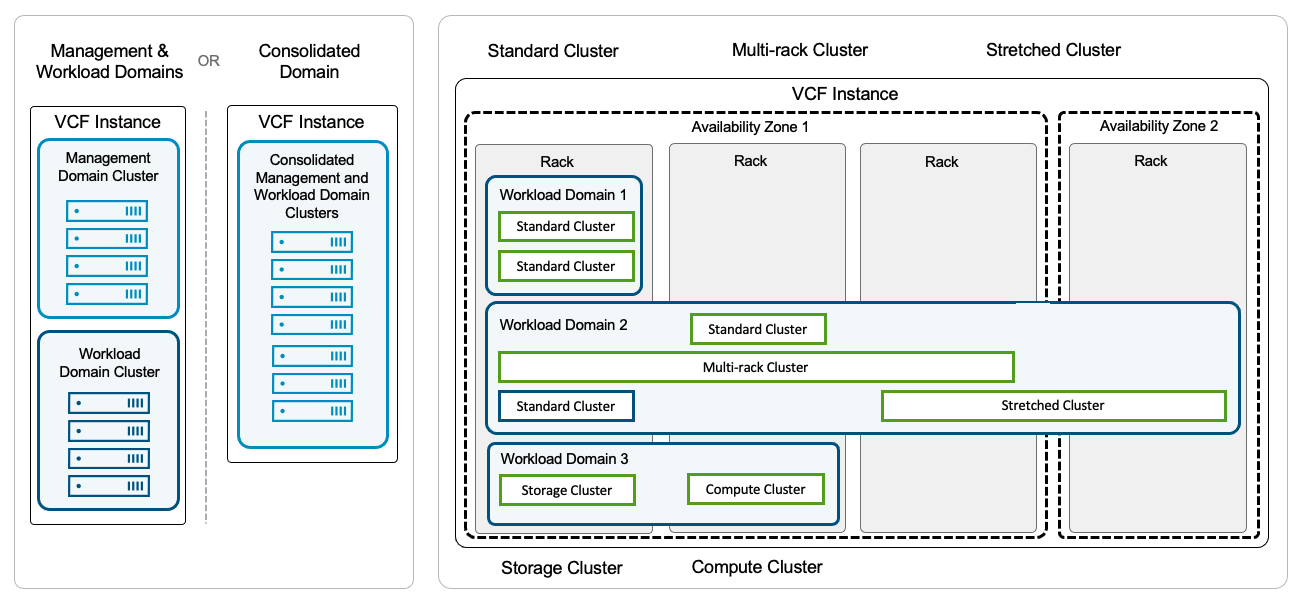 Management &
Workload Domains
OR
Consolidated
Domain
VCF Instance
Management
Domain Cluster
Workload
Domain Cluster
VCF Instance
Consolidated
Management and
Workload Domain
Clusters
Standard Cluster
Multi-rack Cluster
Stretched Cluster
VCF Instance
Availability Zone 1
Availability Zone 2
Rack
Rack
Rack
Rack
Workload Domain 1
Standard Cluster
Standard Cluster
Workload Domain 2
Standard Cluster
Multi-rack Cluster
Standard Cluster
Stretched Cluster
Workload Domain 3
Storage Cluster
Compute Cluster
Storage Cluster
Compute Cluster